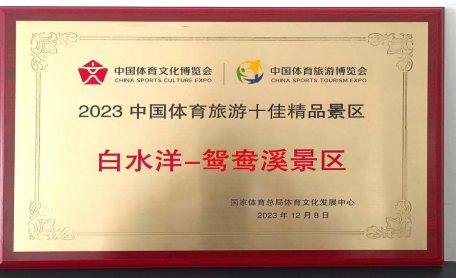 中国体育文化博览会 中国体育旅游博览会
CHINA SPORTS CULTURE EXPO CHINA SPORTS TOURISM EXPO
2023 中国体育旅游十佳精品景区
白水洋-鸳鸯溪景区
国家体育总局体育文化发展中心
2023 年 12 月 8 日